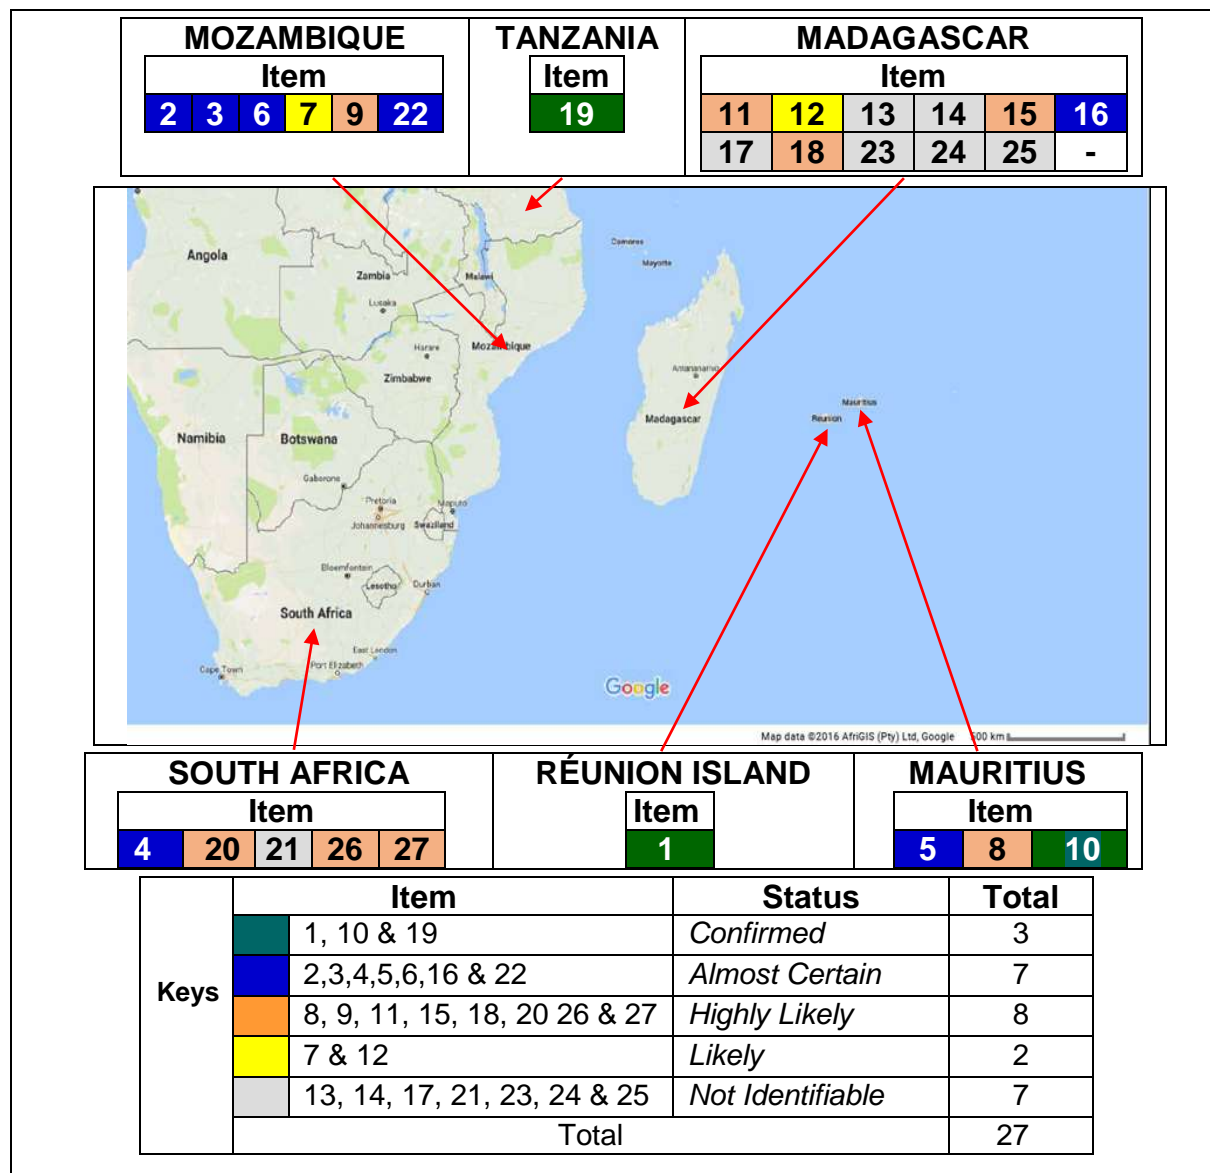 MOZAMBIQUE TANZANIA MADAGASCAR
Item Item Item
2 3 6 7 9 22 19 11 12 13 14 15 16
17 18 23 24 25 -
Angola
Comoros
Mayotte
Zambia
Malawi
Lusaka
Harare
Mozambique
Zimbabwe
Antananarivo
Mauritius
Réunion
Madagascar
Namibia
Botswana
Gaborone
Pretoria
Maputo
Johannesburg Swaziland
Bloemfontein
Lesotho
Durban
South Africa
East London
Cape Town
Port Elizabeth
Google
Map data ©2016 AfriGIS (Pty) Ltd, Google 500 km
SOUTH AFRICA RÉUNION ISLAND MAURITIUS
Item Item Item
4 20 21 26 27 1 5 8 10
Item Status Total
1, 10 & 19 Confirmed 3
2,3,4,5,6,16 & 22 Almost Certain 7
Keys
8, 9, 11, 15, 18, 20 26 & 27 Highly Likely 8
7 & 12 Likely 2
13, 14, 17, 21, 23, 24 & 25 Not Identifiable 7
Total 27